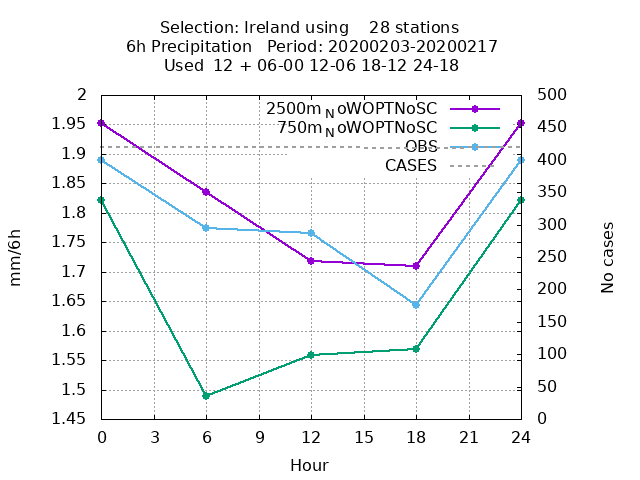 Selection: Ireland using    28 stations
6h Precipitation   Period: 20200203-20200217
Used  12 + 06-00 12-06 18-12 24-18
2500m_NoWOPTNoSC
750m_NoWOPTNoSC
OBS
CASES
2
1.95
1.9
1.85
1.8
1.75
1.7
1.65
1.6
1.55
1.5
1.45
mm/6h
500
450
400
350
300
250
200
150
100
50
0
No cases
0 3 6 9 12 15 18 21 24
Hour